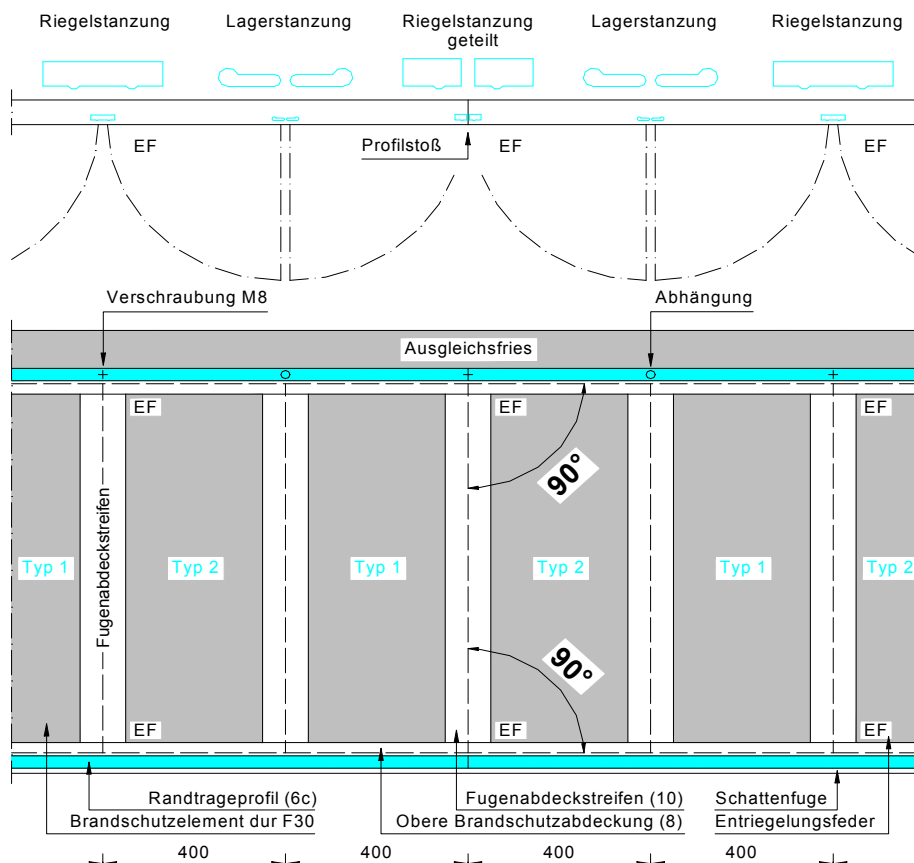 Riegelstanzung Lagerstanzung Riegelstanzung Lagerstanzung Riegelstanzung
geteilt
EF Profilstoß EF EF
Verschraubung M8 Abhängung
Ausgleichsfries
EF EF EF
90°
Fugenabdeckstreifen
Typ 1 Typ 2 Typ 1 Typ 2 Typ 1 Typ 2
90°
EF EF EF
Randtrageprofil (6c) Fugenabdeckstreifen (10) Schattenfuge
Brandschutzelement dur F30 Obere Brandschutzabdeckung (8) Entriegelungsfeder
400 400 400 400